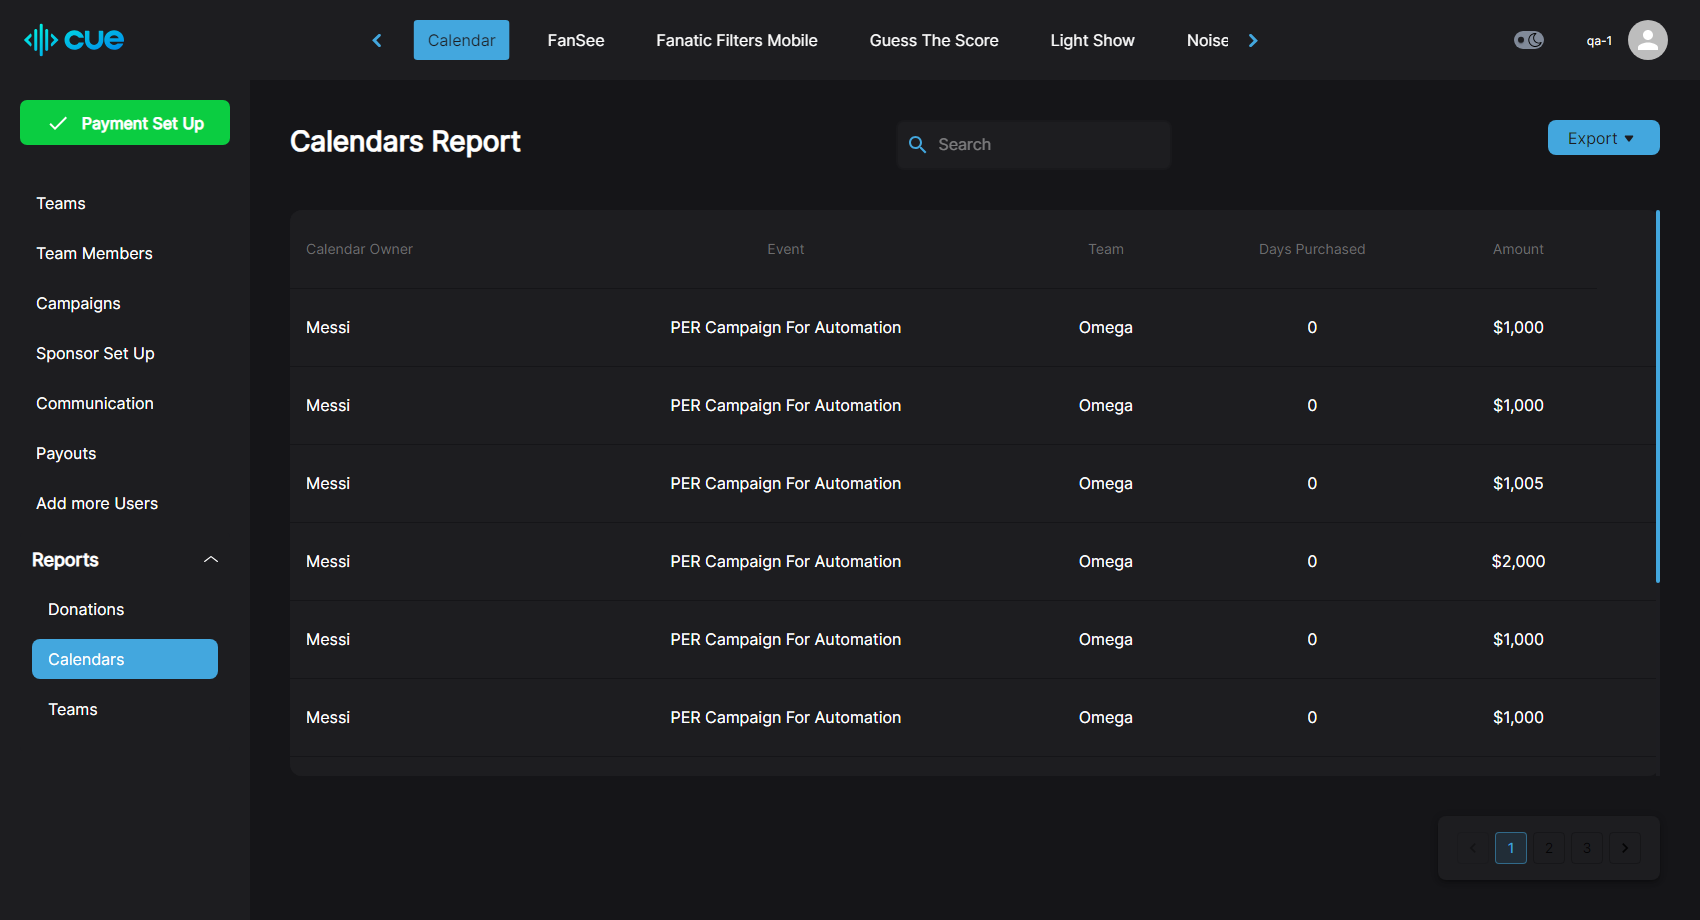 cue
Calendar FanSee Fanatic Filters Mobile Guess The Score Light Show Noise
qa-1
Payment Set Up
Teams
Team Members
Campaigns
Sponsor Set Up
Communication
Payouts
Add more Users
Reports
Donations
Calendars
Teams
Calendars Report
Search
Export
Calendar Owner Event Team Days Purchased Amount
Messi PER Campaign For Automation Omega 0 $1,000
Messi PER Campaign For Automation Omega 0 $1,000
Messi PER Campaign For Automation Omega 0 $1,005
Messi PER Campaign For Automation Omega 0 $2,000
Messi PER Campaign For Automation Omega 0 $1,000
Messi PER Campaign For Automation Omega 0 $1,000
1 2 3